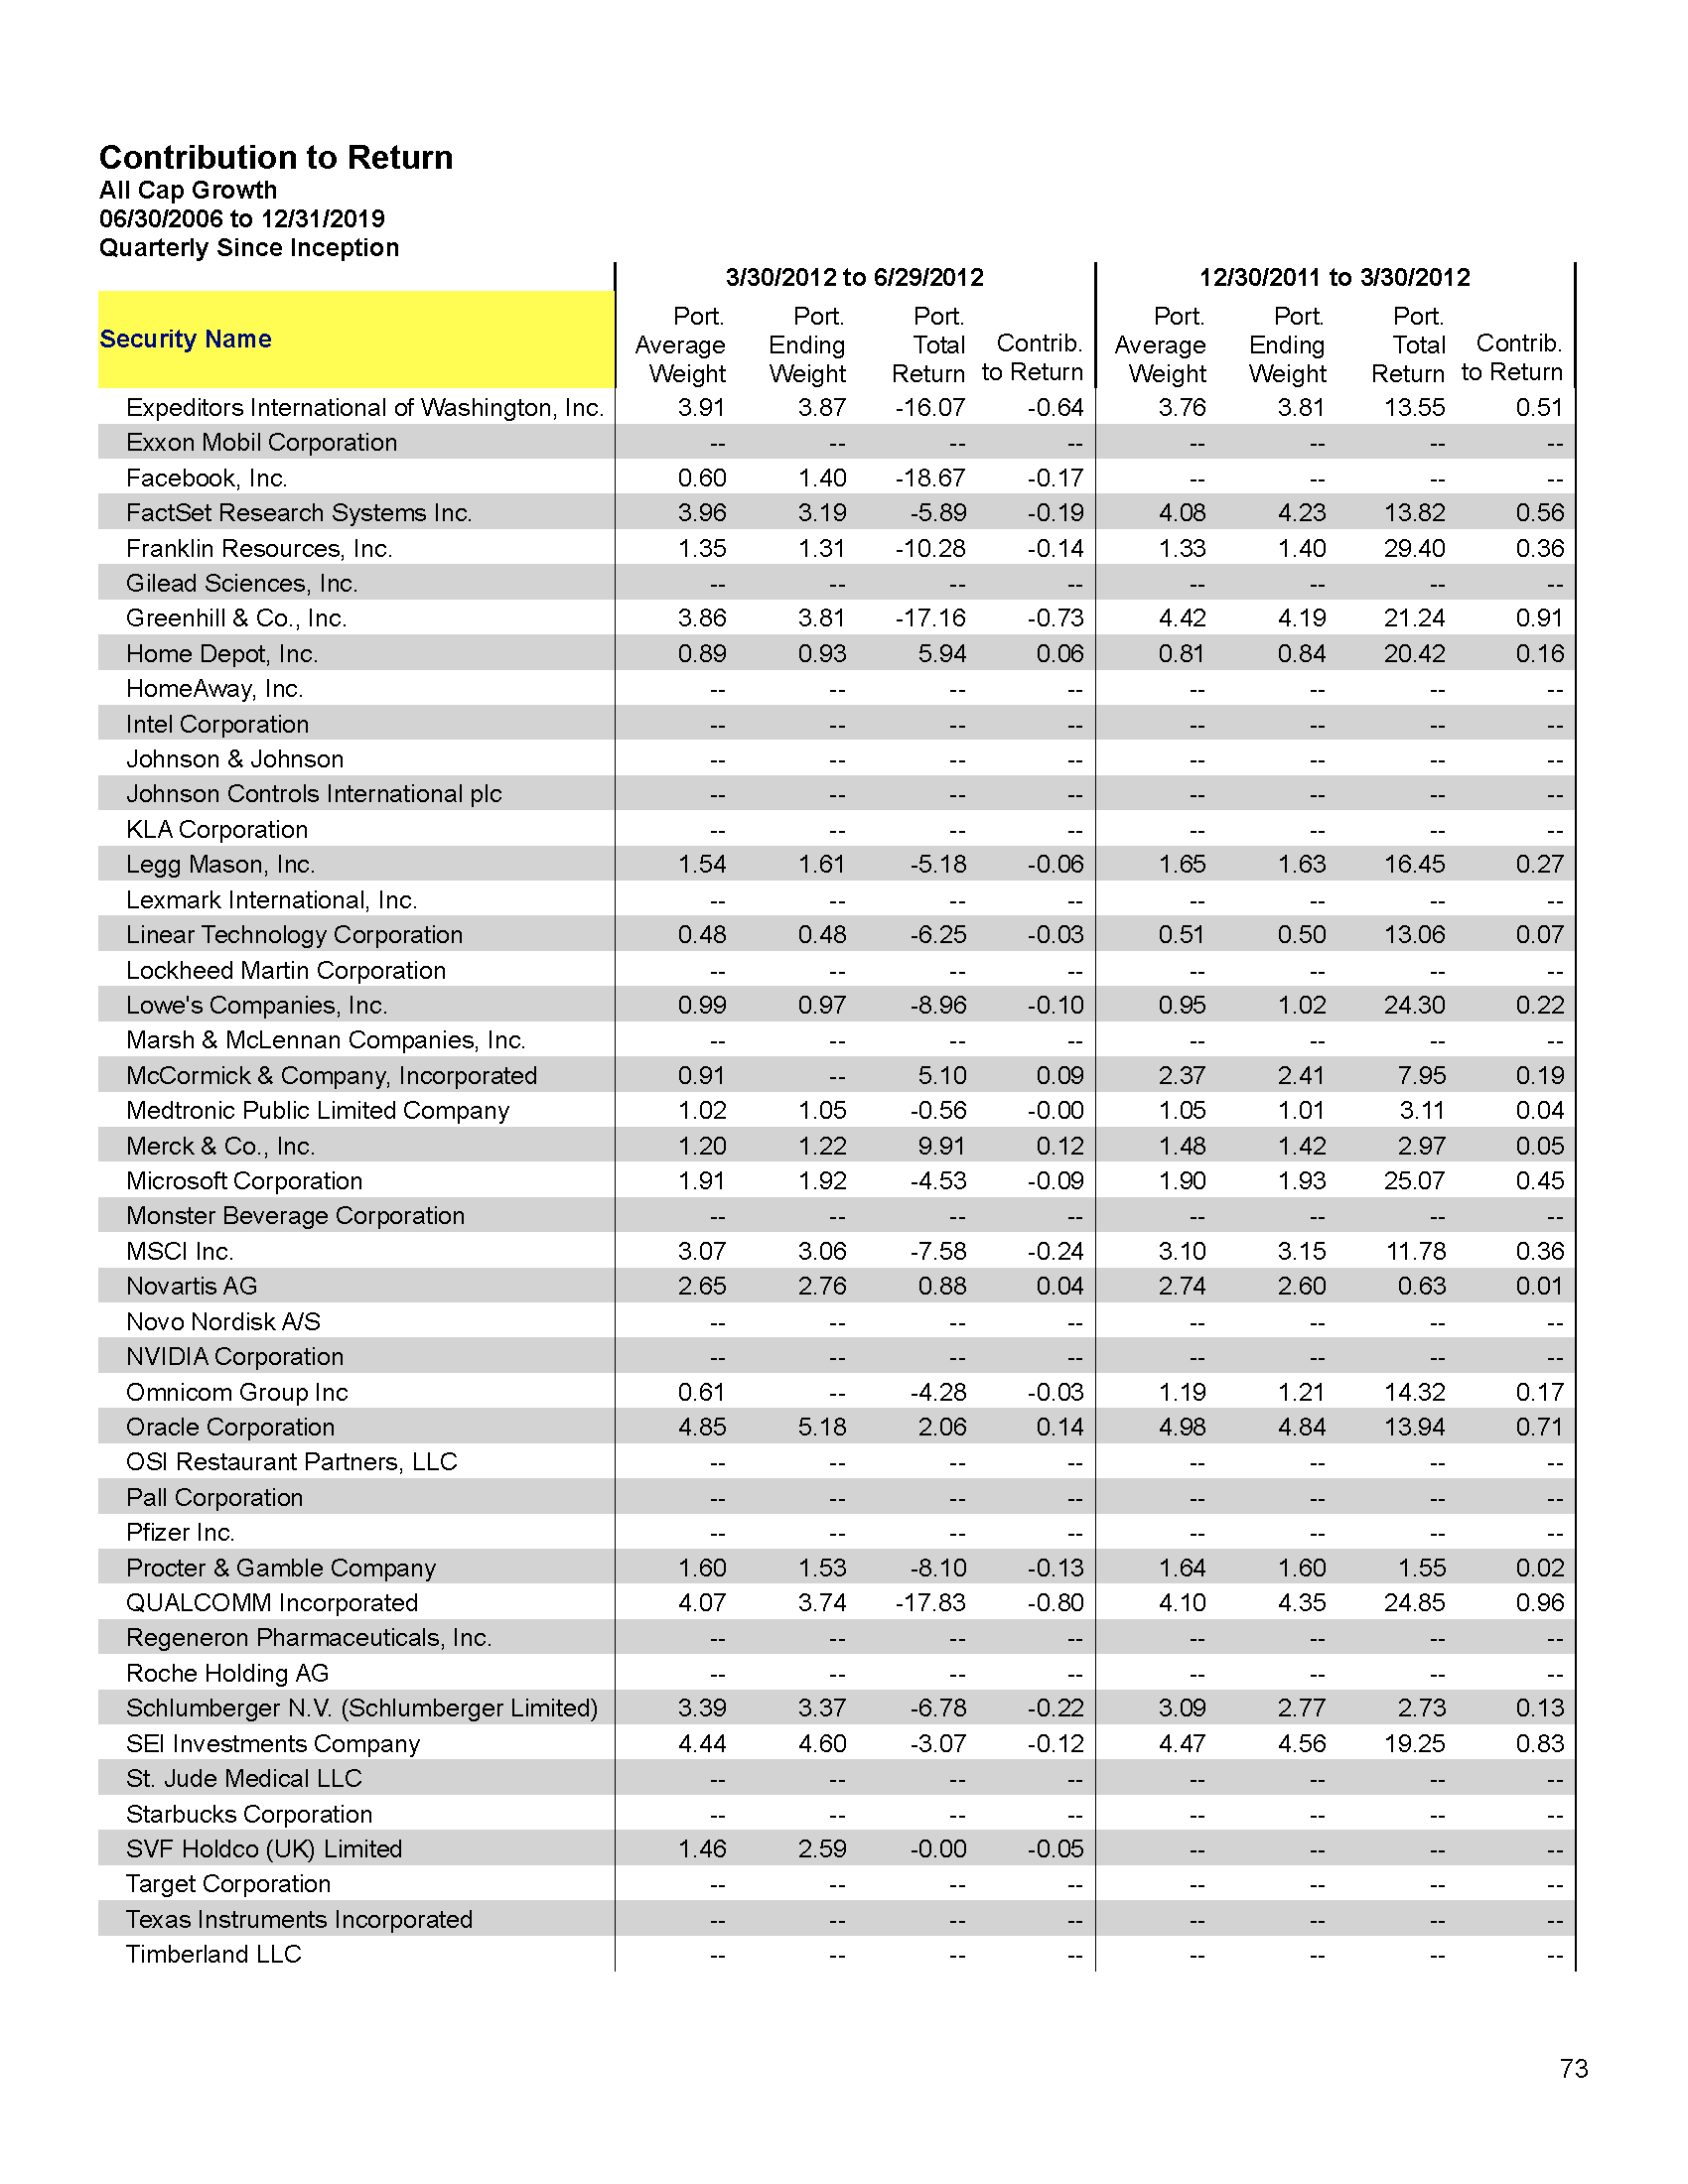 Contribution to Return
All Cap Growth
06/30/2006 to 12/31/2019
Quarterly Since Inception
3/30/2012 to 6/29/2012 12/30/2011 to 3/30/2012
Security Name Port. Average Weight Port. Ending Weight Port. Total Return Contrib. to Return Port. Average Weight Port. Ending Weight Port. Total Return Contrib. to Return
Expeditors International of Washington, Inc. 3.91 3.87 -16.07 -0.64 3.76 3.81 13.55 0.51
Exxon Mobil Corporation -- -- -- -- -- -- -- --
Facebook, Inc. 0.60 1.40 -18.67 -0.17 -- -- -- --
FactSet Research Systems Inc. 3.96 3.19 -5.89 -0.19 4.08 4.23 13.82 0.56
Franklin Resources, Inc. 1.35 1.31 -10.28 -0.14 1.33 1.40 29.40 0.36
Gilead Sciences, Inc. -- -- -- -- -- -- -- --
Greenhill & Co., Inc. 3.86 3.81 -17.16 -0.73 4.42 4.19 21.24 0.91
Home Depot, Inc. 0.89 0.93 5.94 0.06 0.81 0.84 20.42 0.16
HomeAway, Inc. -- -- -- -- -- -- -- --
Intel Corporation -- -- -- -- -- -- -- --
Johnson & Johnson -- -- -- -- -- -- -- --
Johnson Controls International plc -- -- -- -- -- -- -- --
KLA Corporation -- -- -- -- -- -- -- --
Legg Mason, Inc. 1.54 1.61 -5.18 -0.06 1.65 1.63 16.45 0.27
Lexmark International, Inc. -- -- -- -- -- -- -- --
Linear Technology Corporation 0.48 0.48 -6.25 -0.03 0.51 0.50 13.06 0.07
Lockheed Martin Corporation -- -- -- -- -- -- -- --
Lowe's Companies, Inc. 0.99 0.97 -8.96 -0.10 0.95 1.02 24.30 0.22
Marsh & McLennan Companies, Inc. -- -- -- -- -- -- -- --
McCormick & Company, Incorporated 0.91 -- 5.10 0.09 2.37 2.41 7.95 0.19
Medtronic Public Limited Company 1.02 1.05 -0.56 -0.00 1.05 1.01 3.11 0.04
Merck & Co., Inc. 1.20 1.22 9.91 0.12 1.48 1.42 2.97 0.05
Microsoft Corporation 1.91 1.92 -4.53 -0.09 1.90 1.93 25.07 0.45
Monster Beverage Corporation -- -- -- -- -- -- -- --
MSCI Inc. 3.07 3.06 -7.58 -0.24 3.10 3.15 11.78 0.36
Novartis AG 2.65 2.76 0.88 0.04 2.74 2.60 0.63 0.01
Novo Nordisk A/S -- -- -- -- -- -- -- --
NVIDIA Corporation -- -- -- -- -- -- -- --
Omnicom Group Inc 0.61 -- -4.28 -0.03 1.19 1.21 14.32 0.17
Oracle Corporation 4.85 5.18 2.06 0.14 4.98 4.84 13.94 0.71
OSI Restaurant Partners, LLC -- -- -- -- -- -- -- --
Pall Corporation -- -- -- -- -- -- -- --
Pfizer Inc. -- -- -- -- -- -- -- --
Procter & Gamble Company 1.60 1.53 -8.10 -0.13 1.64 1.60 1.55 0.02
QUALCOMM Incorporated 4.07 3.74 -17.83 -0.80 4.10 4.35 24.85 0.96
Regeneron Pharmaceuticals, Inc. -- -- -- -- -- -- -- --
Roche Holding AG -- -- -- -- -- -- -- --
Schlumberger N.V. (Schlumberger Limited) 3.39 3.37 -6.78 -0.22 3.09 2.77 2.73 0.13
SEI Investments Company 4.44 4.60 -3.07 -0.12 4.47 4.56 19.25 0.83
St. Jude Medical LLC -- -- -- -- -- -- -- --
Starbucks Corporation -- -- -- -- -- -- -- --
SVF Holdco (UK) Limited 1.46 2.59 -0.00 -0.05 -- -- -- --
Target Corporation -- -- -- -- -- -- -- --
Texas Instruments Incorporated -- -- -- -- -- -- -- --
Timberland LLC -- -- -- -- -- -- -- --
73